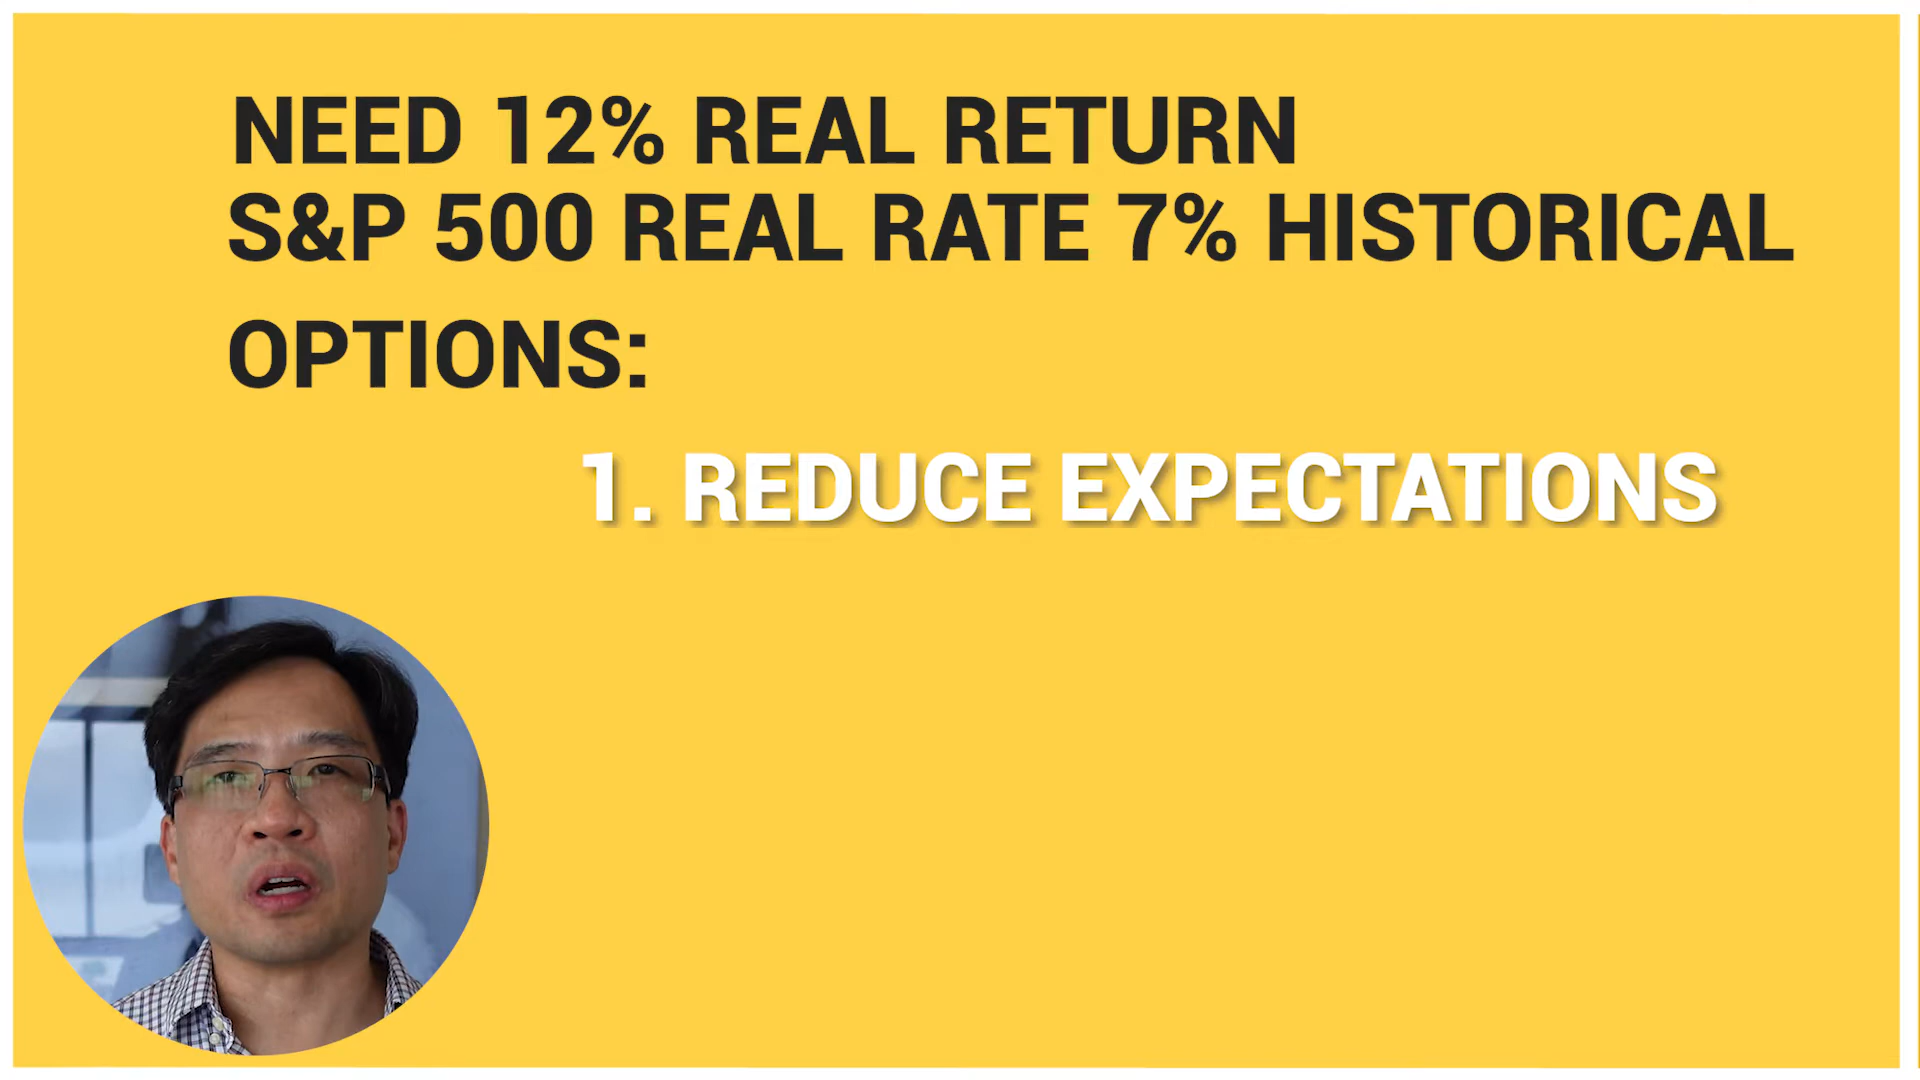 NEED 12% REAL RETURN
S&P 500 REAL RATE 7% HISTORICAL
OPTIONS:
1. REDUCE EXPECTATIONS